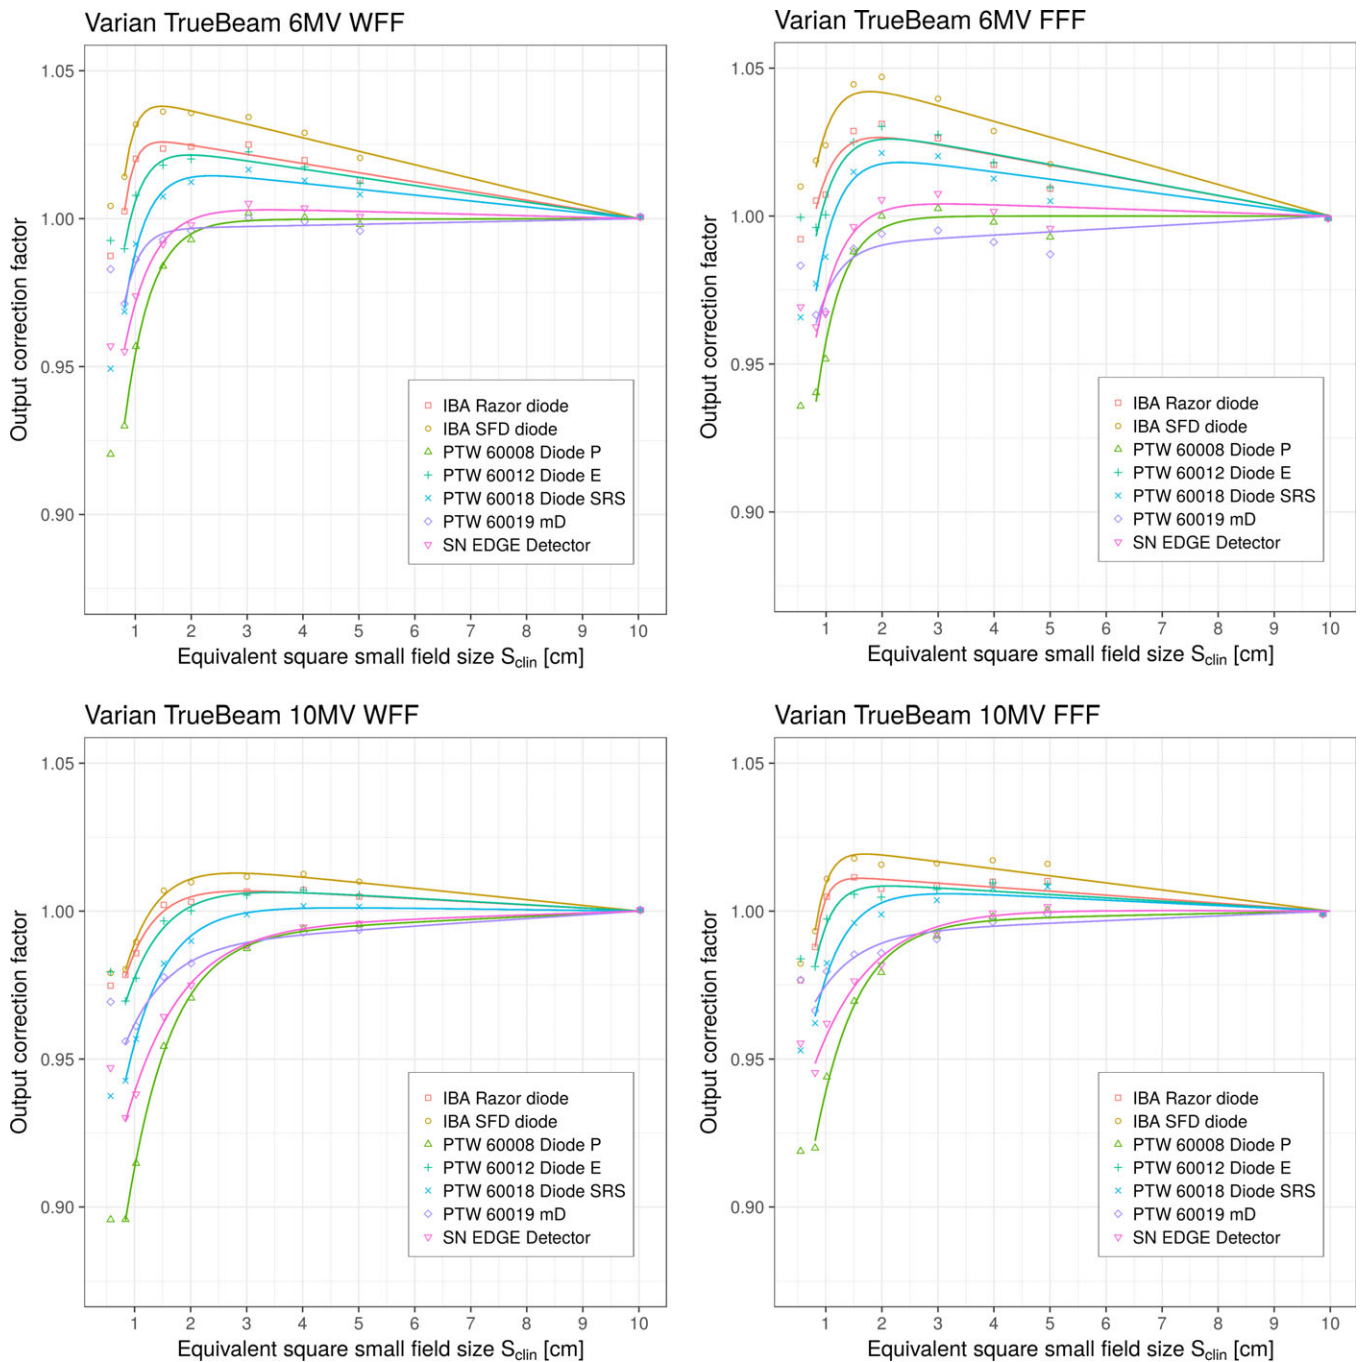 Varian TrueBeam 6MV WFF
1.05
1.00
0.95
0.90
Output correction factor
IBA Razor diode
IBA SFD diode
PTW 60008 Diode P
PTW 60012 Diode E
PTW 60018 Diode SRS
PTW 60019 mD
SN EDGE Detector
1 2 3 4 5 6 7 8 9 10
Equivalent square small field size Sclin [cm]
Varian TrueBeam 6MV FFF
1.05
1.00
0.95
0.90
Output correction factor
IBA Razor diode
IBA SFD diode
PTW 60008 Diode P
PTW 60012 Diode E
PTW 60018 Diode SRS
PTW 60019 mD
SN EDGE Detector
1 2 3 4 5 6 7 8 9 10
Equivalent square small field size Sclin [cm]
Varian TrueBeam 10MV WFF
1.05
1.00
0.95
0.90
Output correction factor
IBA Razor diode
IBA SFD diode
PTW 60008 Diode P
PTW 60012 Diode E
PTW 60018 Diode SRS
PTW 60019 mD
SN EDGE Detector
1 2 3 4 5 6 7 8 9 10
Equivalent square small field size Sclin [cm]
Varian TrueBeam 10MV FFF
1.05
1.00
0.95
0.90
Output correction factor
IBA Razor diode
IBA SFD diode
PTW 60008 Diode P
PTW 60012 Diode E
PTW 60018 Diode SRS
PTW 60019 mD
SN EDGE Detector
1 2 3 4 5 6 7 8 9 10
Equivalent square small field size Sclin [cm]